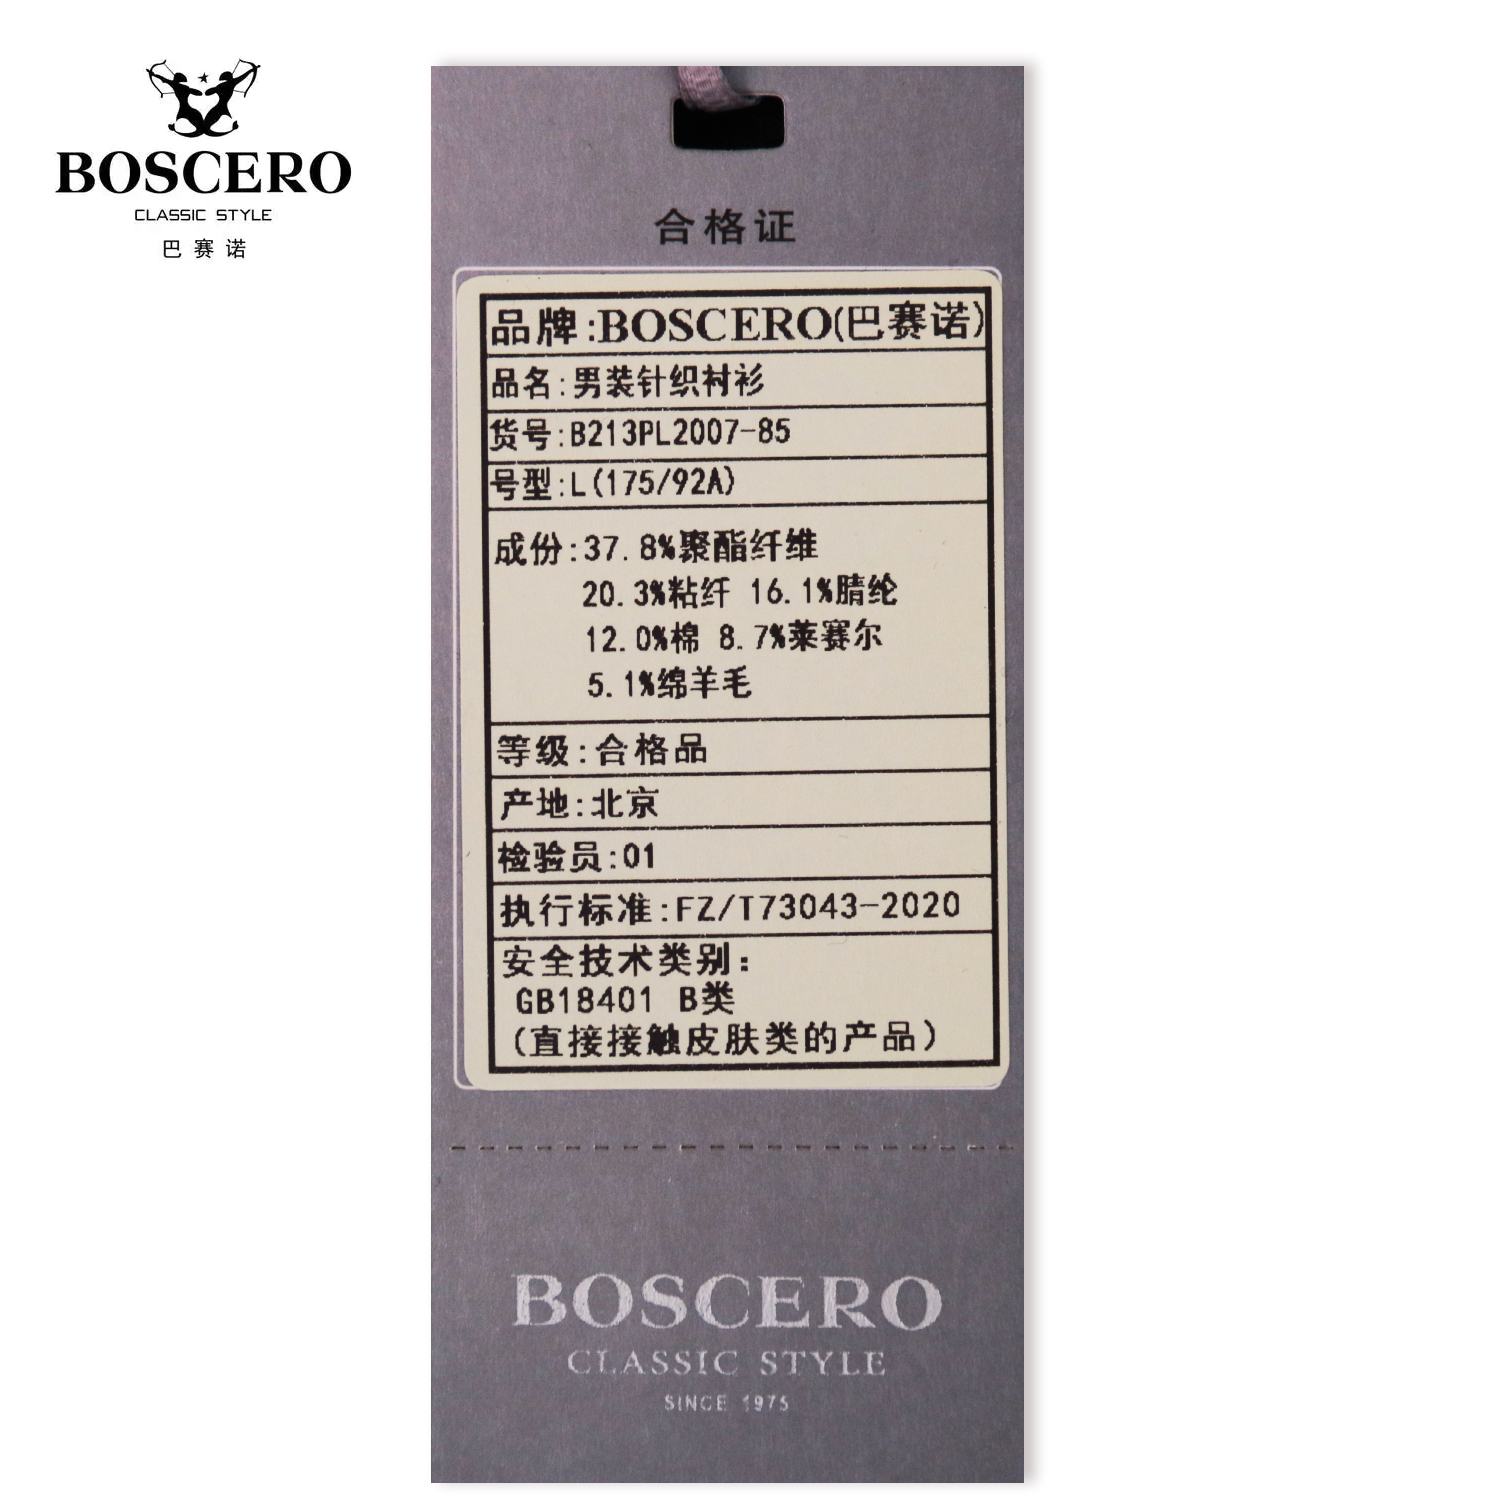 BOSCERO
CLASSIC STYLE
巴赛诺
合格证
品牌:BOSCERO(巴赛诺)
品名:男装针织衬衫
货号:B213PL2007-85
号型:L(175/92A)
成份:37.8%聚酯纤维
20.3%粘纤 16.1%腈纶
12.0%棉 8.7%莱赛尔
5.1%绵羊毛
等级:合格品
产地:北京
检验员:01
执行标准:FZ/T73043-2020
安全技术类别:
GB18401 B类
(直接接触皮肤类的产品)
BOSCERO
CLASSIC STYLE
SINCE 1975